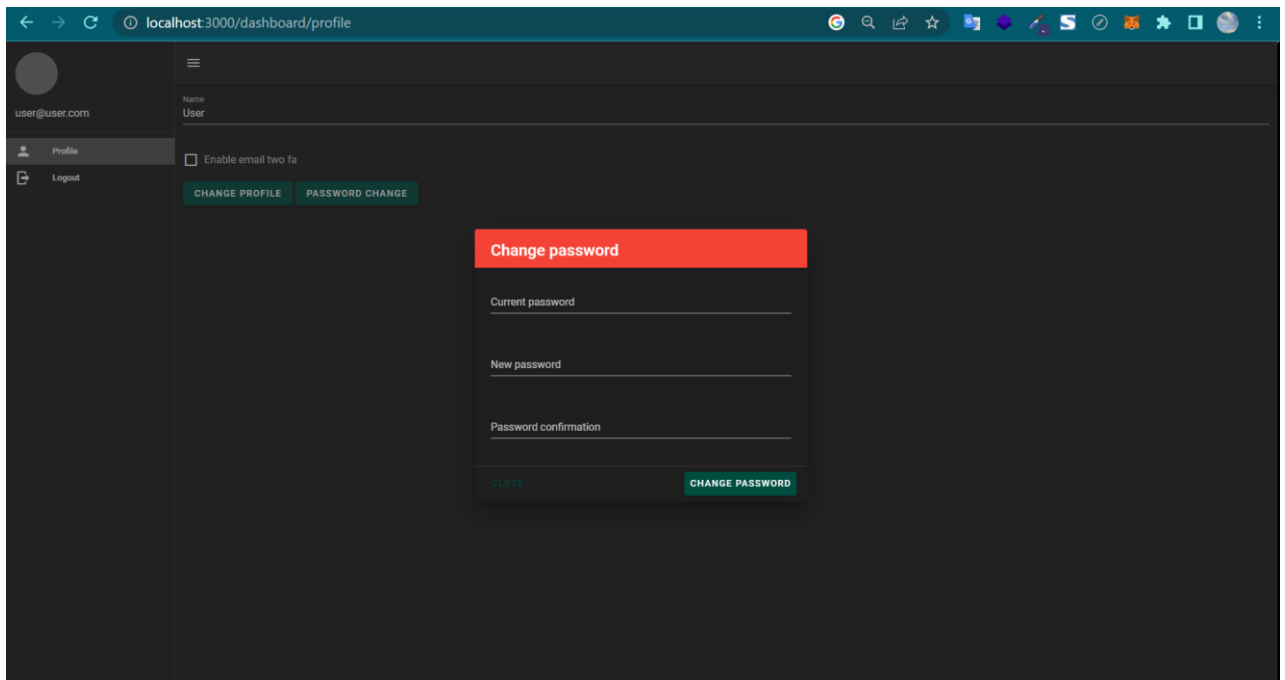 localhost:3000/dashboard/profile
user@user.com
Profile
Logout
Name
User
Enable email two fa
CHANGE PROFILE PASSWORD CHANGE
Change password
Current password
New password
Password confirmation
CLOSE CHANGE PASSWORD